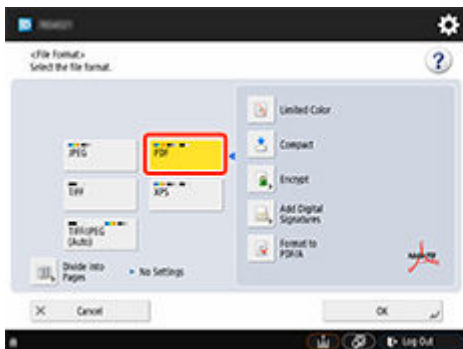 <File Format>
Select the file format.
?
JPEG
PDF
TIFF
XPS
TIFF/JPEG
(Auto)
Divide into
Pages
No Settings
Limited Color
Compact
Encrypt
Add Digital
Signatures
Format to
PDF/A
Cancel
OK
Log Out